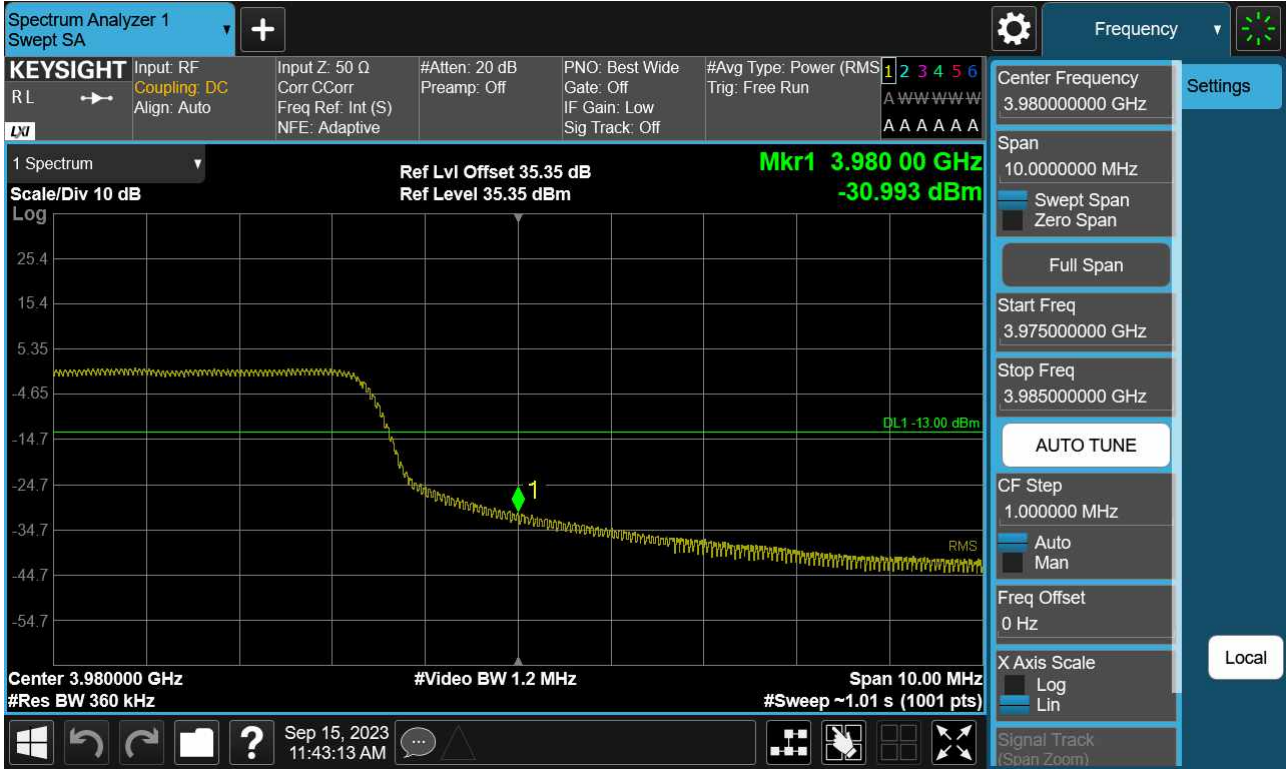 Spectrum Analyzer 1
Swept SA
Frequency
KEYSIGHT
R L
LXI
Input: RF
Coupling: DC
Align: Auto
Input Z: 50 Ω
Corr CCorr
Freq Ref: Int (S)
NFE: Adaptive
#Atten: 20 dB
Preamp: Off
PNO: Best Wide
Gate: Off
IF Gain: Low
Sig Track: Off
#Avg Type: Power (RMS
Trig: Free Run
1 2 3 4 5 6
A W W W W W
A A A A A A
1 Spectrum
Scale/Div 10 dB
Ref Lvl Offset 35.35 dB
Ref Level 35.35 dBm
Mkr1 3.980 00 GHz
-30.993 dBm
Log
25.4
15.4
5.35
-4.65
-14.7
-24.7
-34.7
-44.7
-54.7
DL1 -13.00 dBm
1
RMS
Center 3.980000 GHz
#Res BW 360 kHz
#Video BW 1.2 MHz
Span 10.00 MHz
#Sweep ~1.01 s (1001 pts)
Sep 15, 2023
11:43:13 AM
Center Frequency
3.980000000 GHz
Span
10.0000000 MHz
Swept Span
Zero Span
Full Span
Start Freq
3.975000000 GHz
Stop Freq
3.985000000 GHz
AUTO TUNE
CF Step
1.000000 MHz
Auto
Man
Freq Offset
0 Hz
X Axis Scale
Log
Lin
Signal Track
(Span Zoom)
Settings
Local